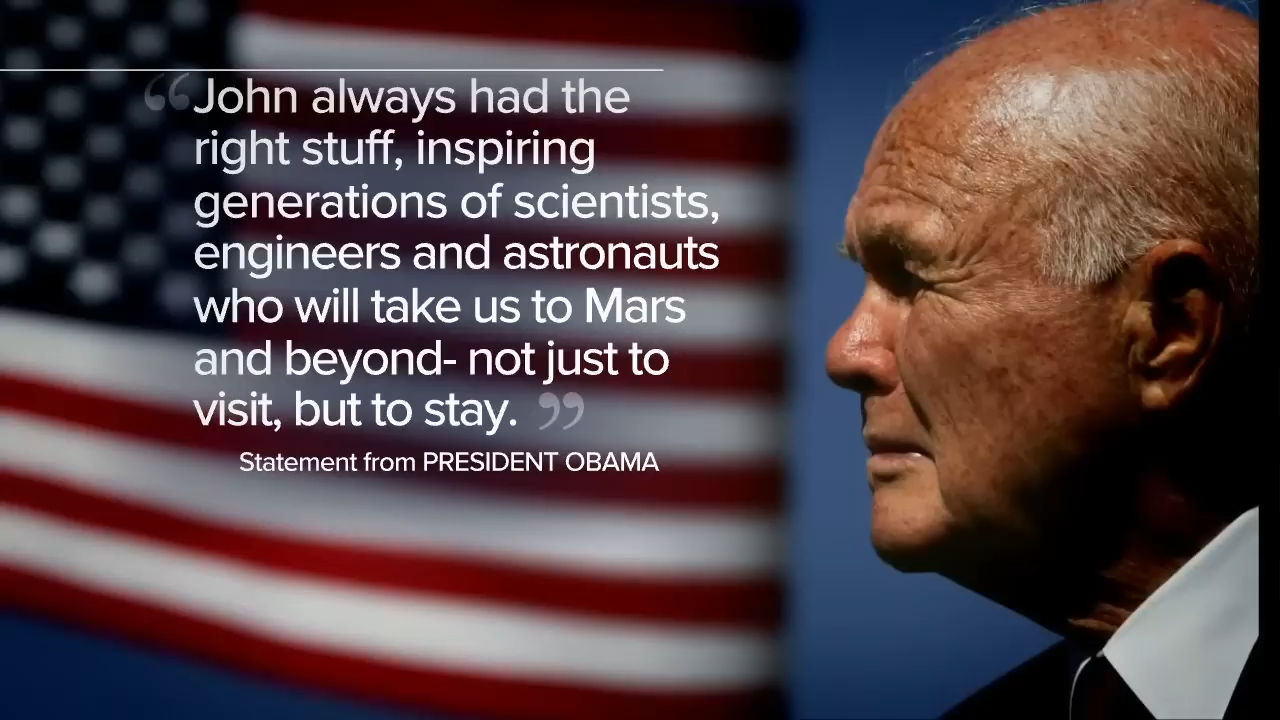 “John always had the
right stuff, inspiring
generations of scientists,
engineers and astronauts
who will take us to Mars
and beyond- not just to
visit, but to stay. ”
Statement from PRESIDENT OBAMA